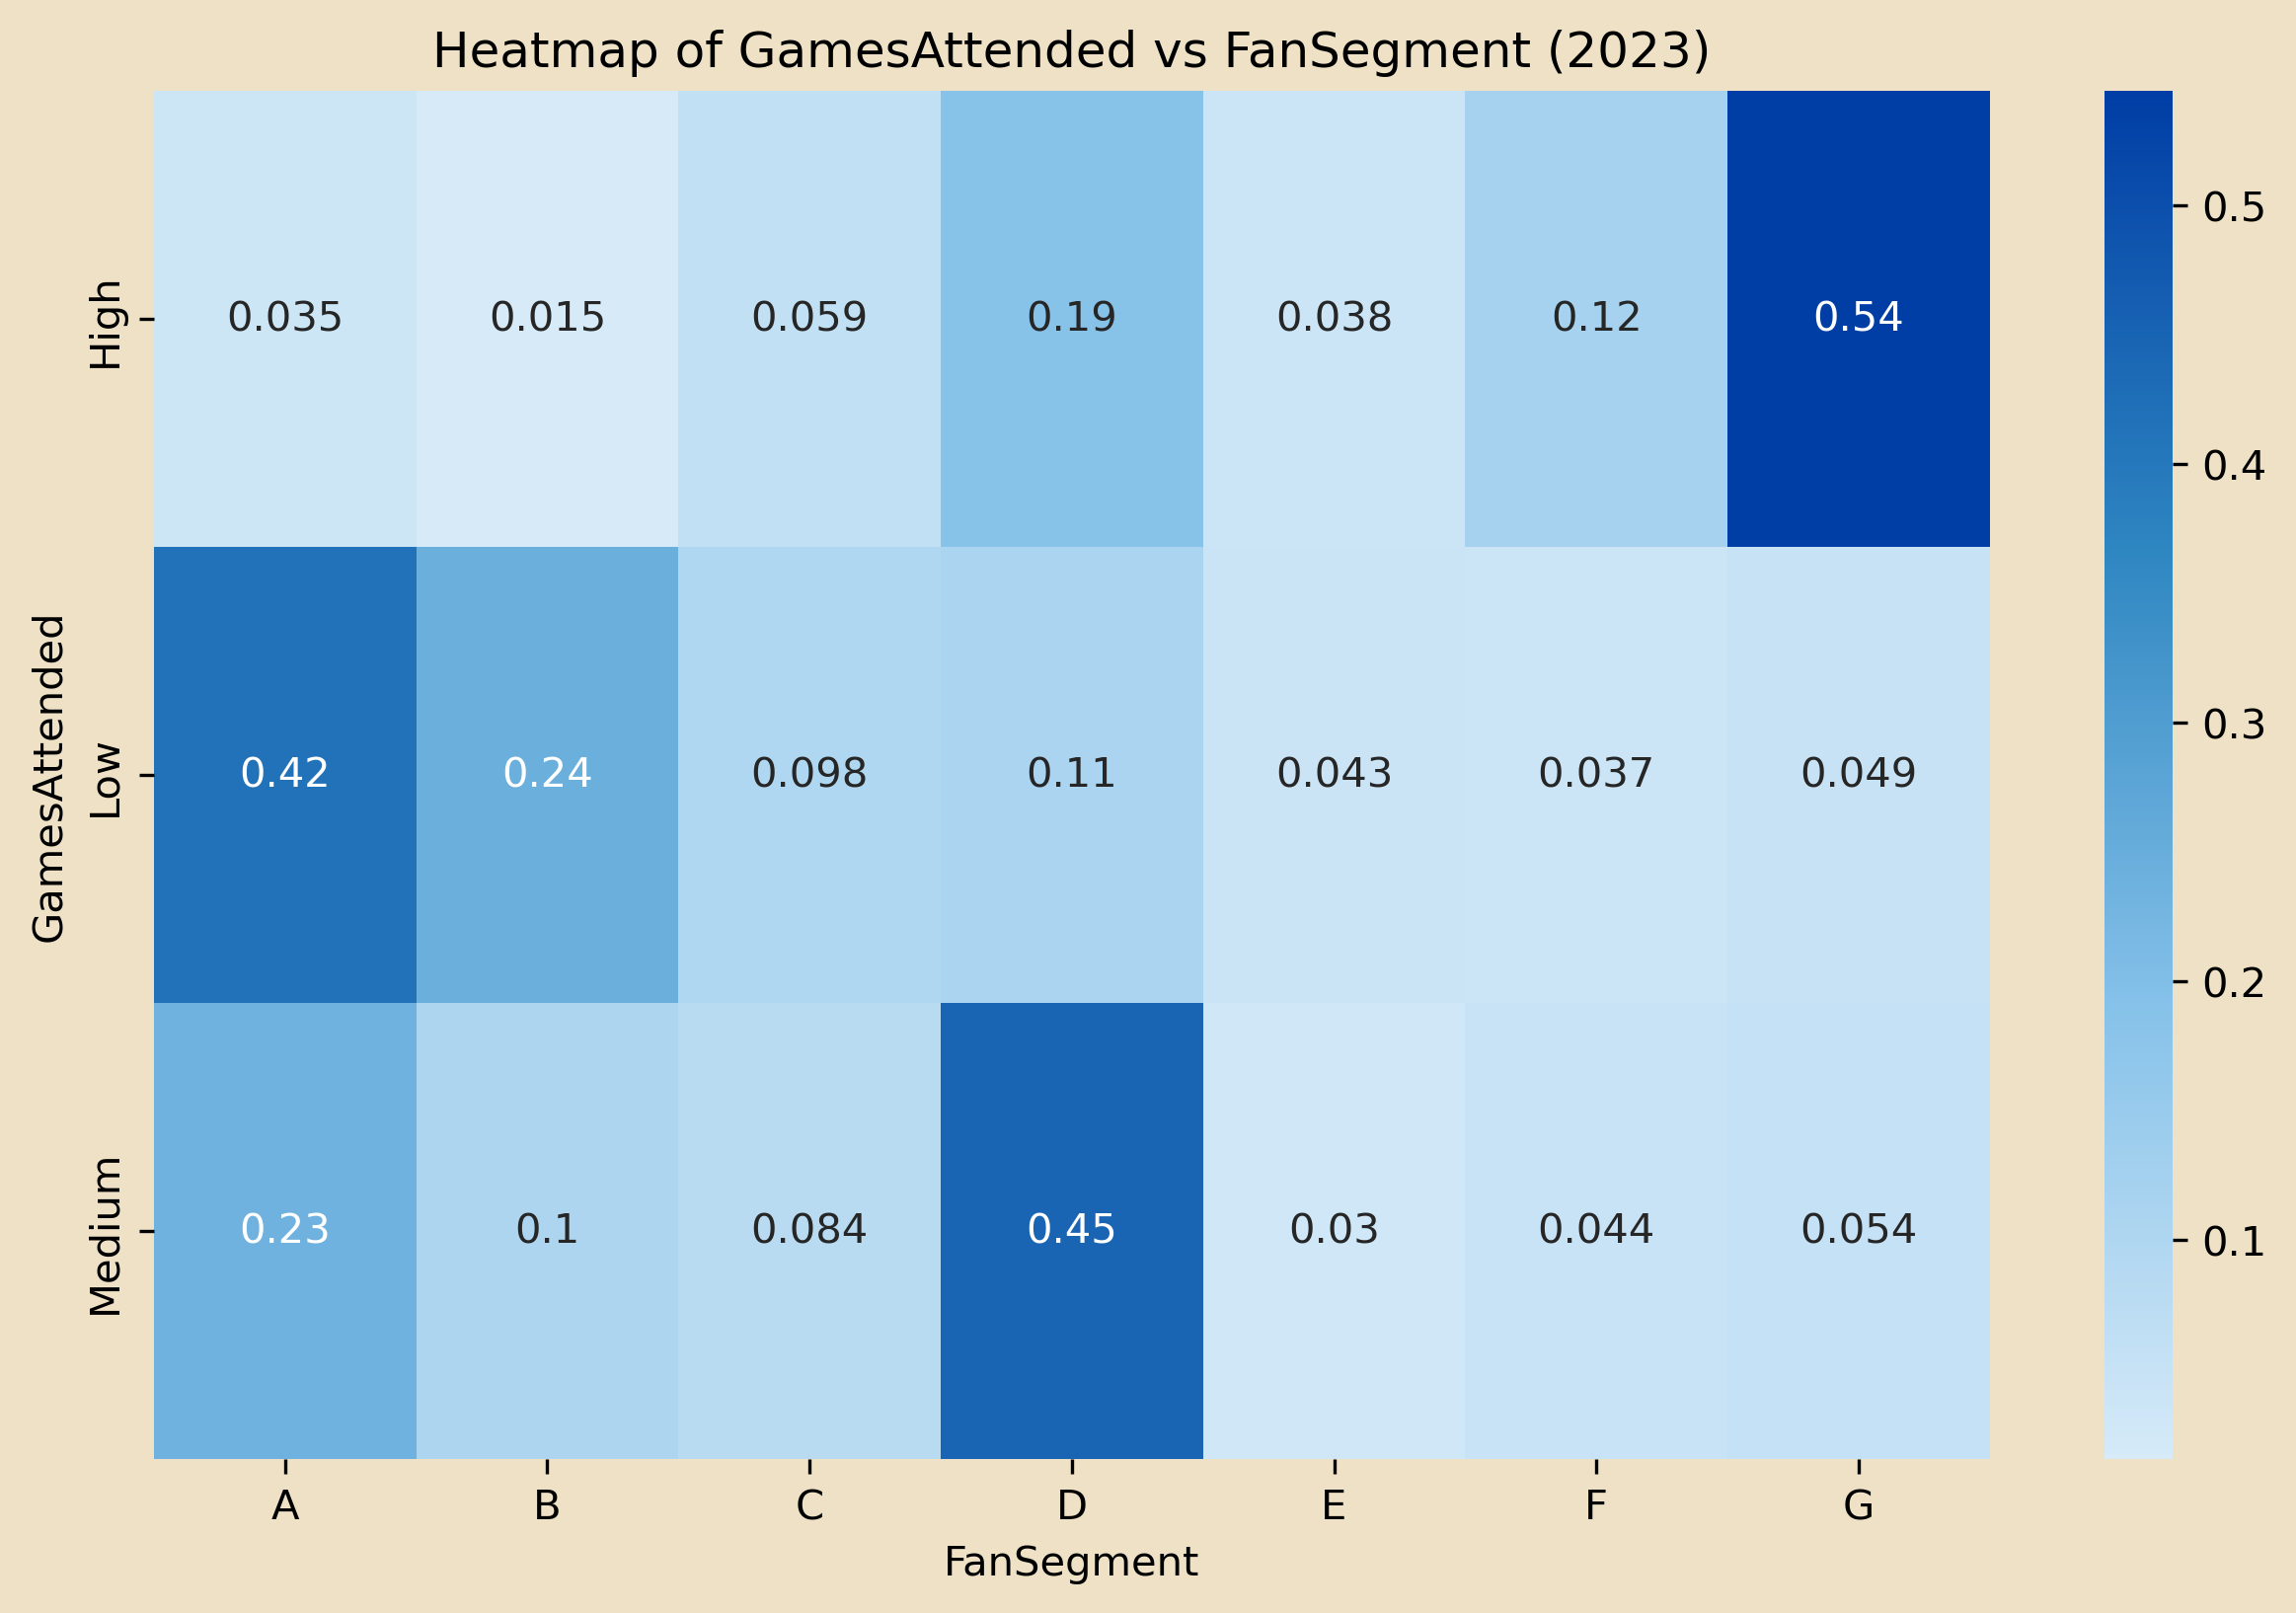 Heatmap of GamesAttended vs FanSegment (2023)
GamesAttended
High
0.035 0.015 0.059 0.19 0.038 0.12 0.54
Low
0.42 0.24 0.098 0.11 0.043 0.037 0.049
Medium
0.23 0.1 0.084 0.45 0.03 0.044 0.054
A B C D E F G
FanSegment
0.5
0.4
0.3
0.2
0.1